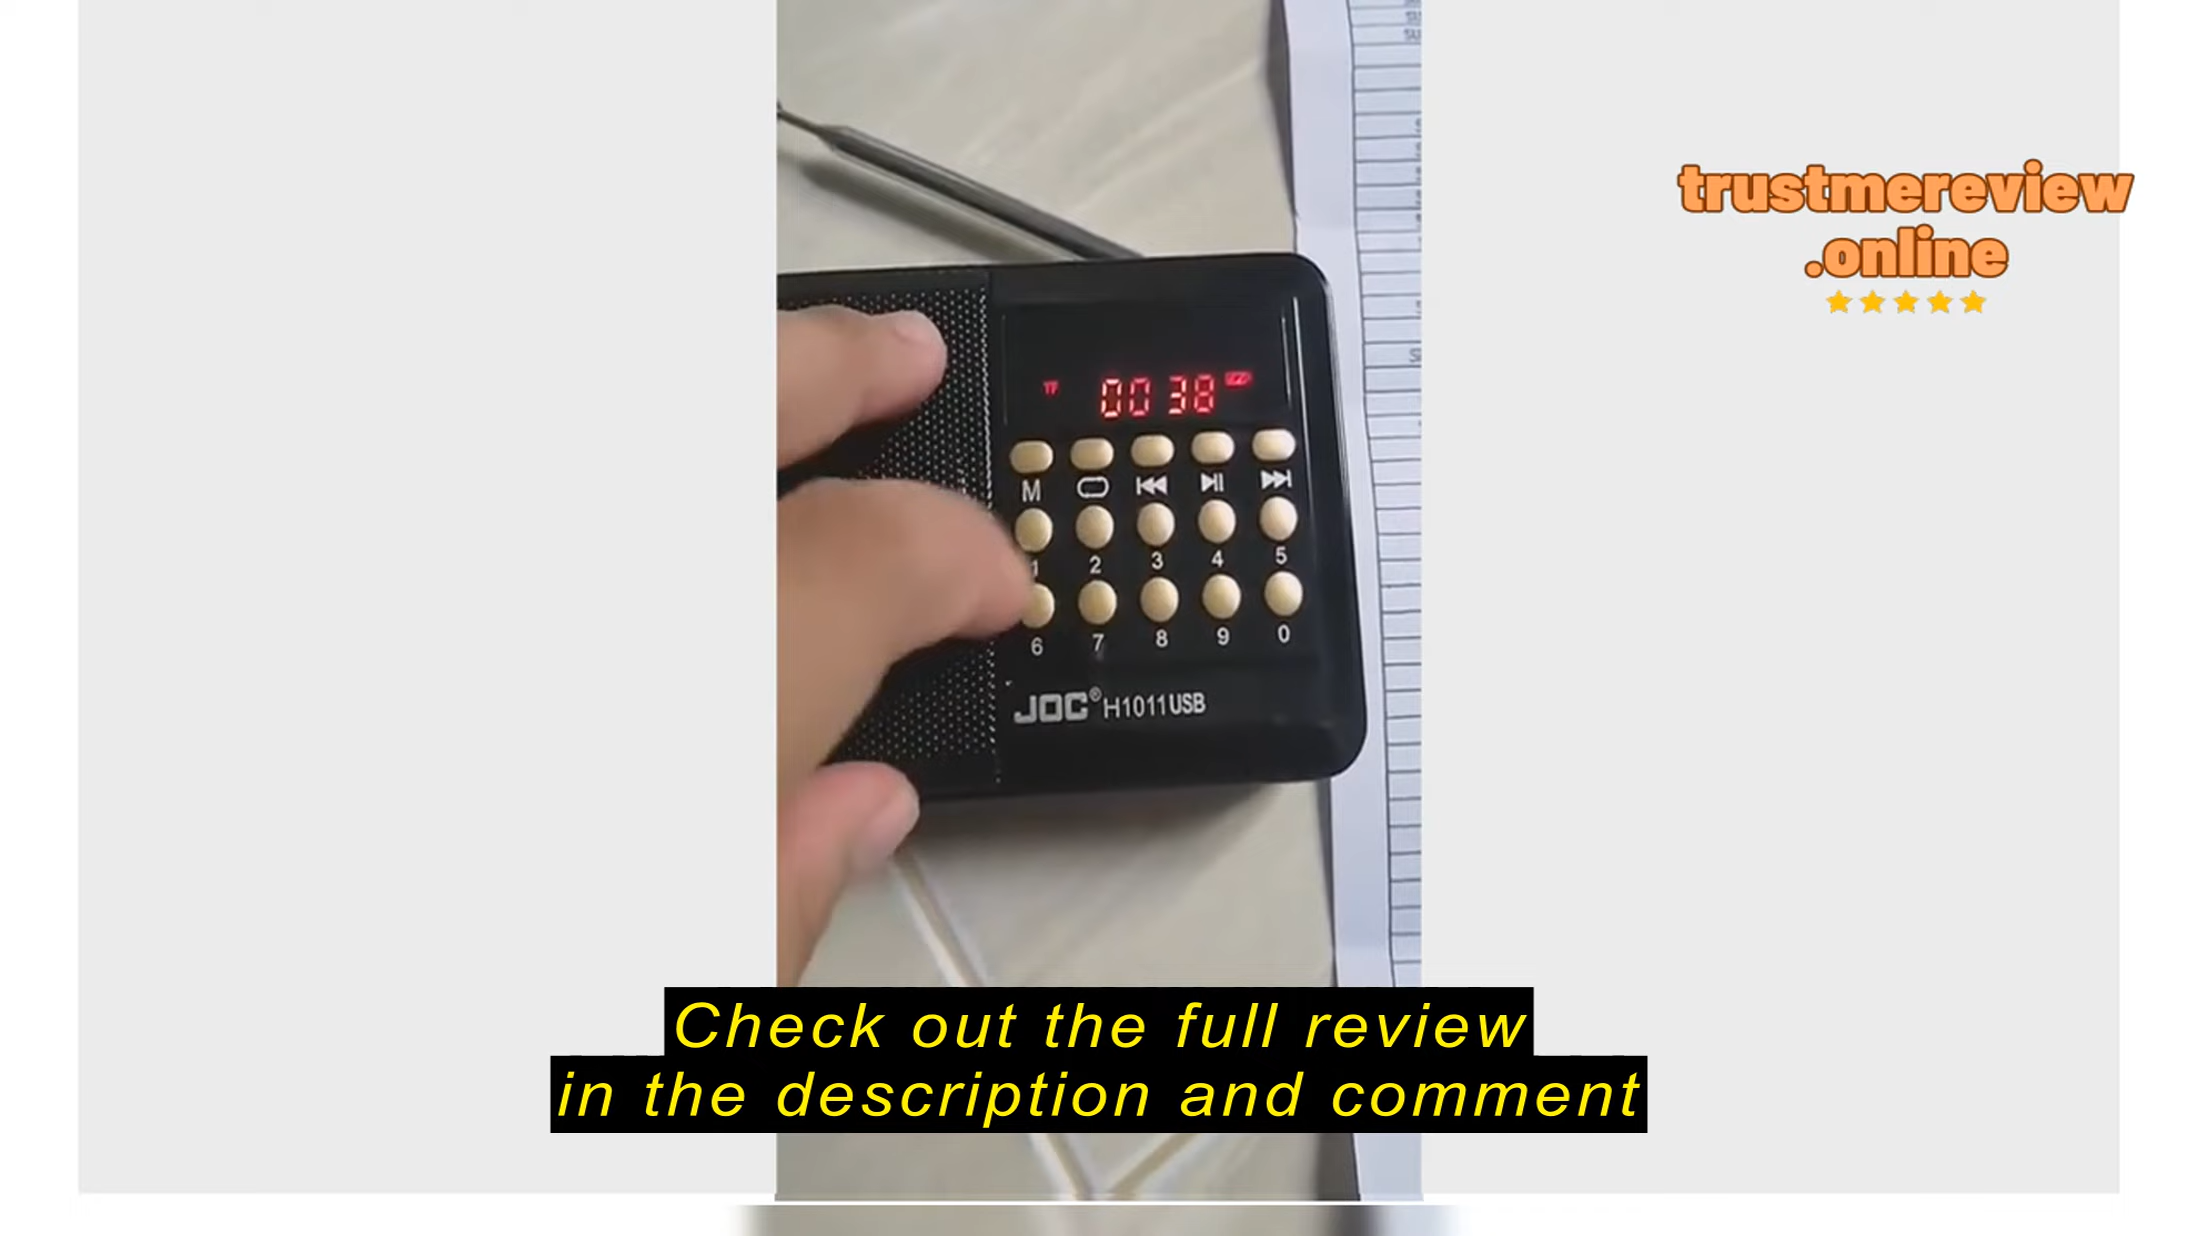 trustmereview
.online
TF
00 38
M
1 2 3 4 5
6 7 8 9 0
JOC® H1011USB
Check out the full review
in the description and comment